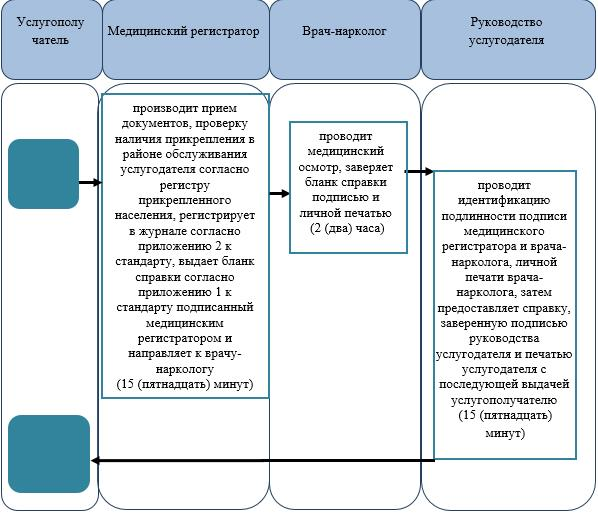 Услугополу
чатель
Медицинский регистратор
Врач-нарколог
Руководство
услугодателя
производит прием
документов, проверку
наличия прикрепления в
районе обслуживания
услугодателя согласно
регистру
прикрепленного
населения, регистрирует
в журнале согласно
приложению 2 к
стандарту, выдает бланк
справки согласно
приложению 1 к
стандарту подписанный
медицинским
регистратором и
направляет к врачу-
наркологу
(15 (пятнадцать) минут)
проводит
медицинский
осмотр, заверяет
бланк справки
подписью и
личной печатью
(2 (два) часа)
проводит
идентификацию
подлинности подписи
медицинского
регистратора и врача-
нарколога, личной
печати врача-
нарколога, затем
предоставляет справку,
заверенную подписью
руководства
услугодателя и печатью
услугодателя с
последующей выдачей
услугополучателю
(15 (пятнадцать)
минут)